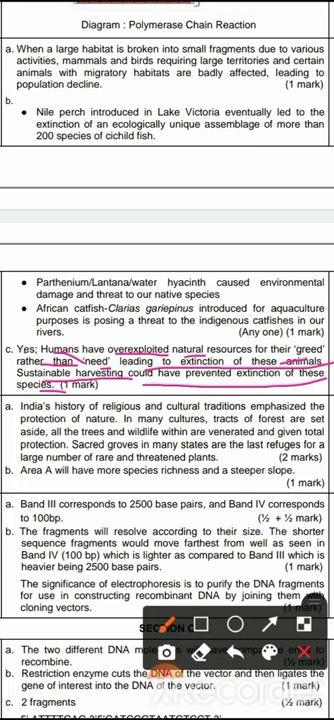 Diagram : Polymerase Chain Reaction
a. When a large habitat is broken into small fragments due to various
activities, mammals and birds requiring large territories and certain
animals with migratory habitats are badly affected, leading to
population decline. (1 mark)
b.
• Nile perch introduced in Lake Victoria eventually led to the
extinction of an ecologically unique assemblage of more than
200 species of cichild fish.
• Parthenium/Lantana/water hyacinth caused environmental
damage and threat to our native species
• African catfish-Clarias gariepinus introduced for aquaculture
purposes is posing a threat to the indigenous catfishes in our
rivers. (Any one) (1 mark)
c. Yes; Humans have overexploited natural resources for their 'greed'
rather than 'need' leading to extinction of these animals.
Sustainable harvesting could have prevented extinction of these
species. (1 mark)
a. India's history of religious and cultural traditions emphasized the
protection of nature. In many cultures, tracts of forest are set
aside, all the trees and wildlife within are venerated and given total
protection. Sacred groves in many states are the last refuges for a
large number of rare and threatened plants. (2 marks)
b. Area A will have more species richness and a steeper slope.
(1 mark)
a. Band III corresponds to 2500 base pairs, and Band IV corresponds
to 100bp. (½ + ½ mark)
b. The fragments will resolve according to their size. The shorter
sequence fragments would move farthest from well as seen in
Band IV (100 bp) which is lighter as compared to Band III which is
heavier being 2500 base pairs. (1 mark)
The significance of electrophoresis is to purify the DNA fragments
for use in constructing recombinant DNA by joining them with
cloning vectors. (1 mark)
SECTION
a. The two different DNA
recombine. (½ mark)
b. Restriction enzyme cuts the DNA of the vector and then ligates the
gene of interest into the DNA of the vector. (1 mark)
c. 2 fragments (½ mark)